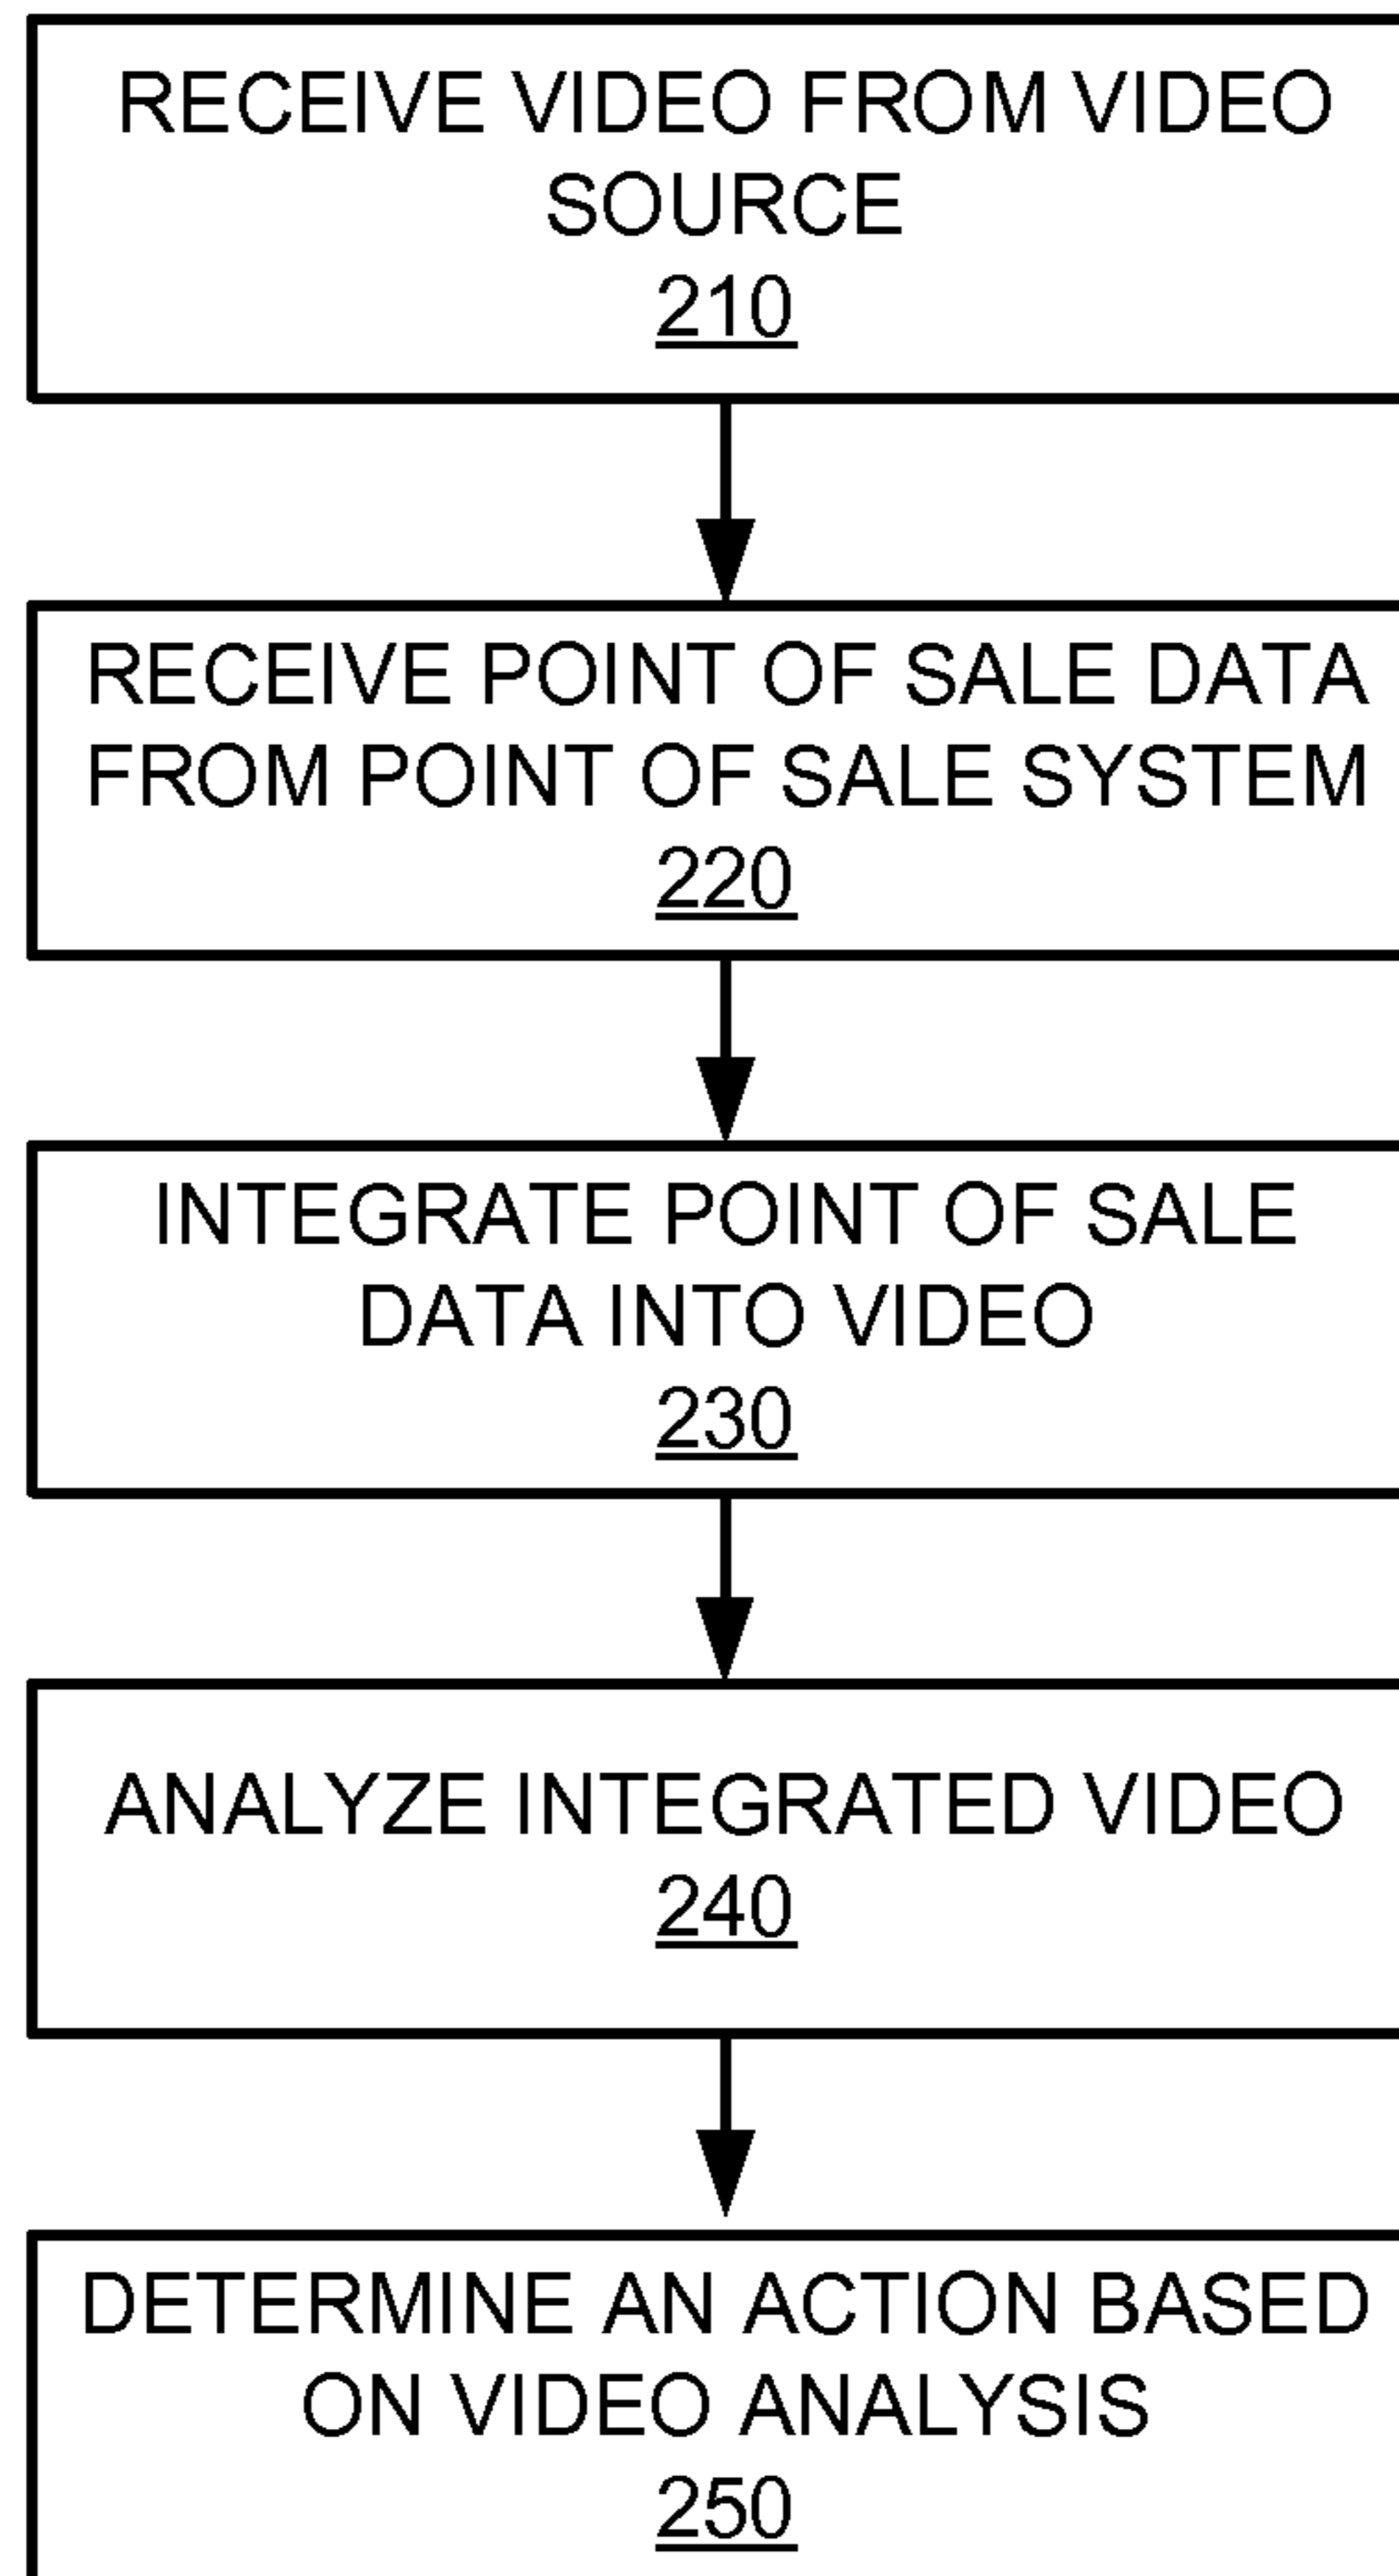 RECEIVE VIDEO FROM VIDEO
SOURCE
210
RECEIVE POINT OF SALE DATA
FROM POINT OF SALE SYSTEM
220
INTEGRATE POINT OF SALE
DATA INTO VIDEO
230
ANALYZE INTEGRATED VIDEO
240
DETERMINE AN ACTION BASED
ON VIDEO ANALYSIS
250